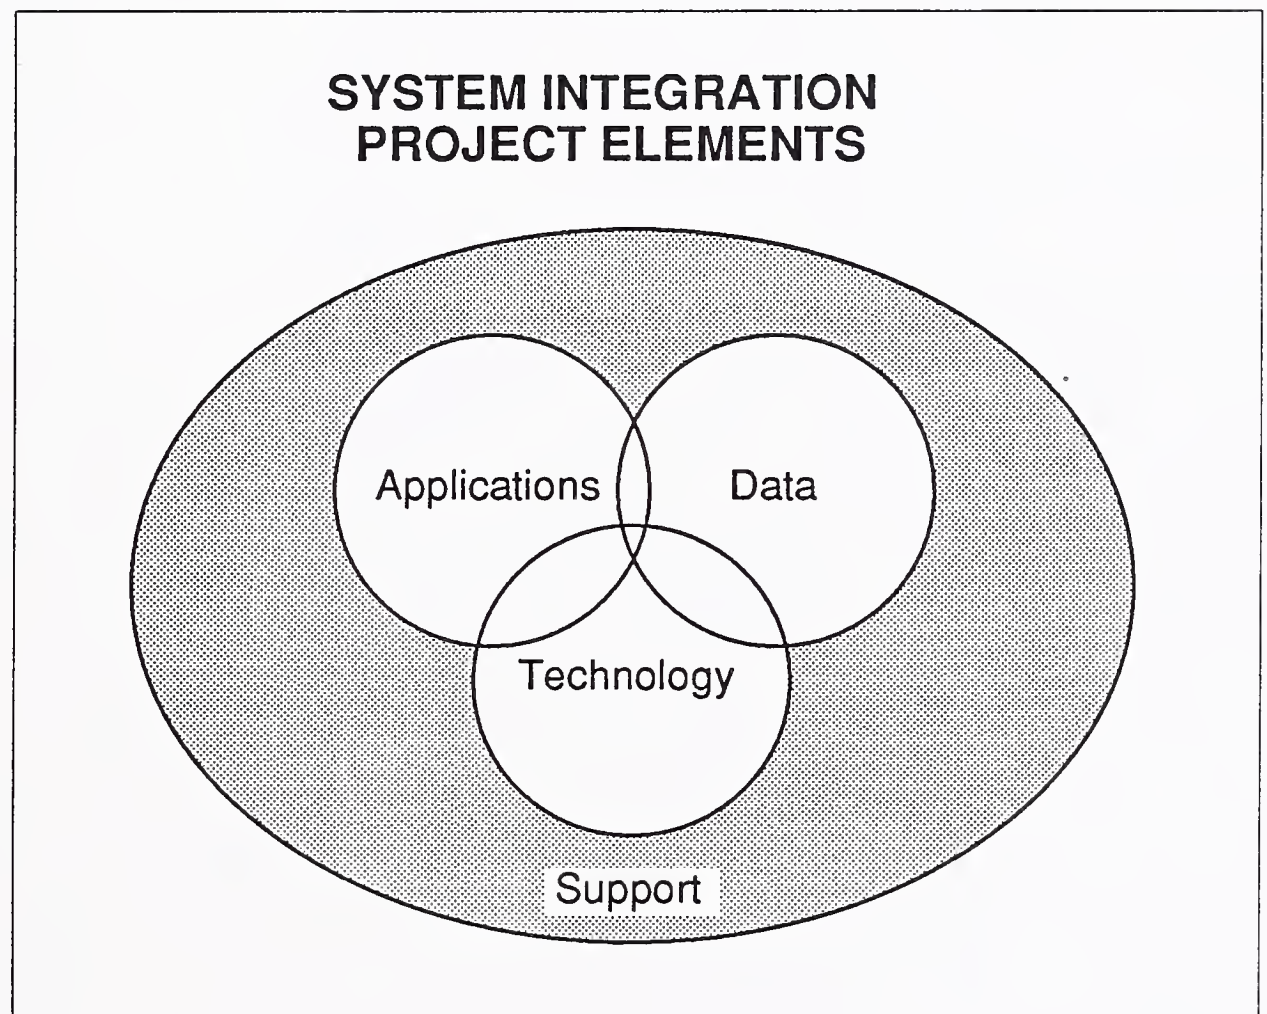 SYSTEM INTEGRATION
PROJECT ELEMENTS
Applications
Data
Technology
Support